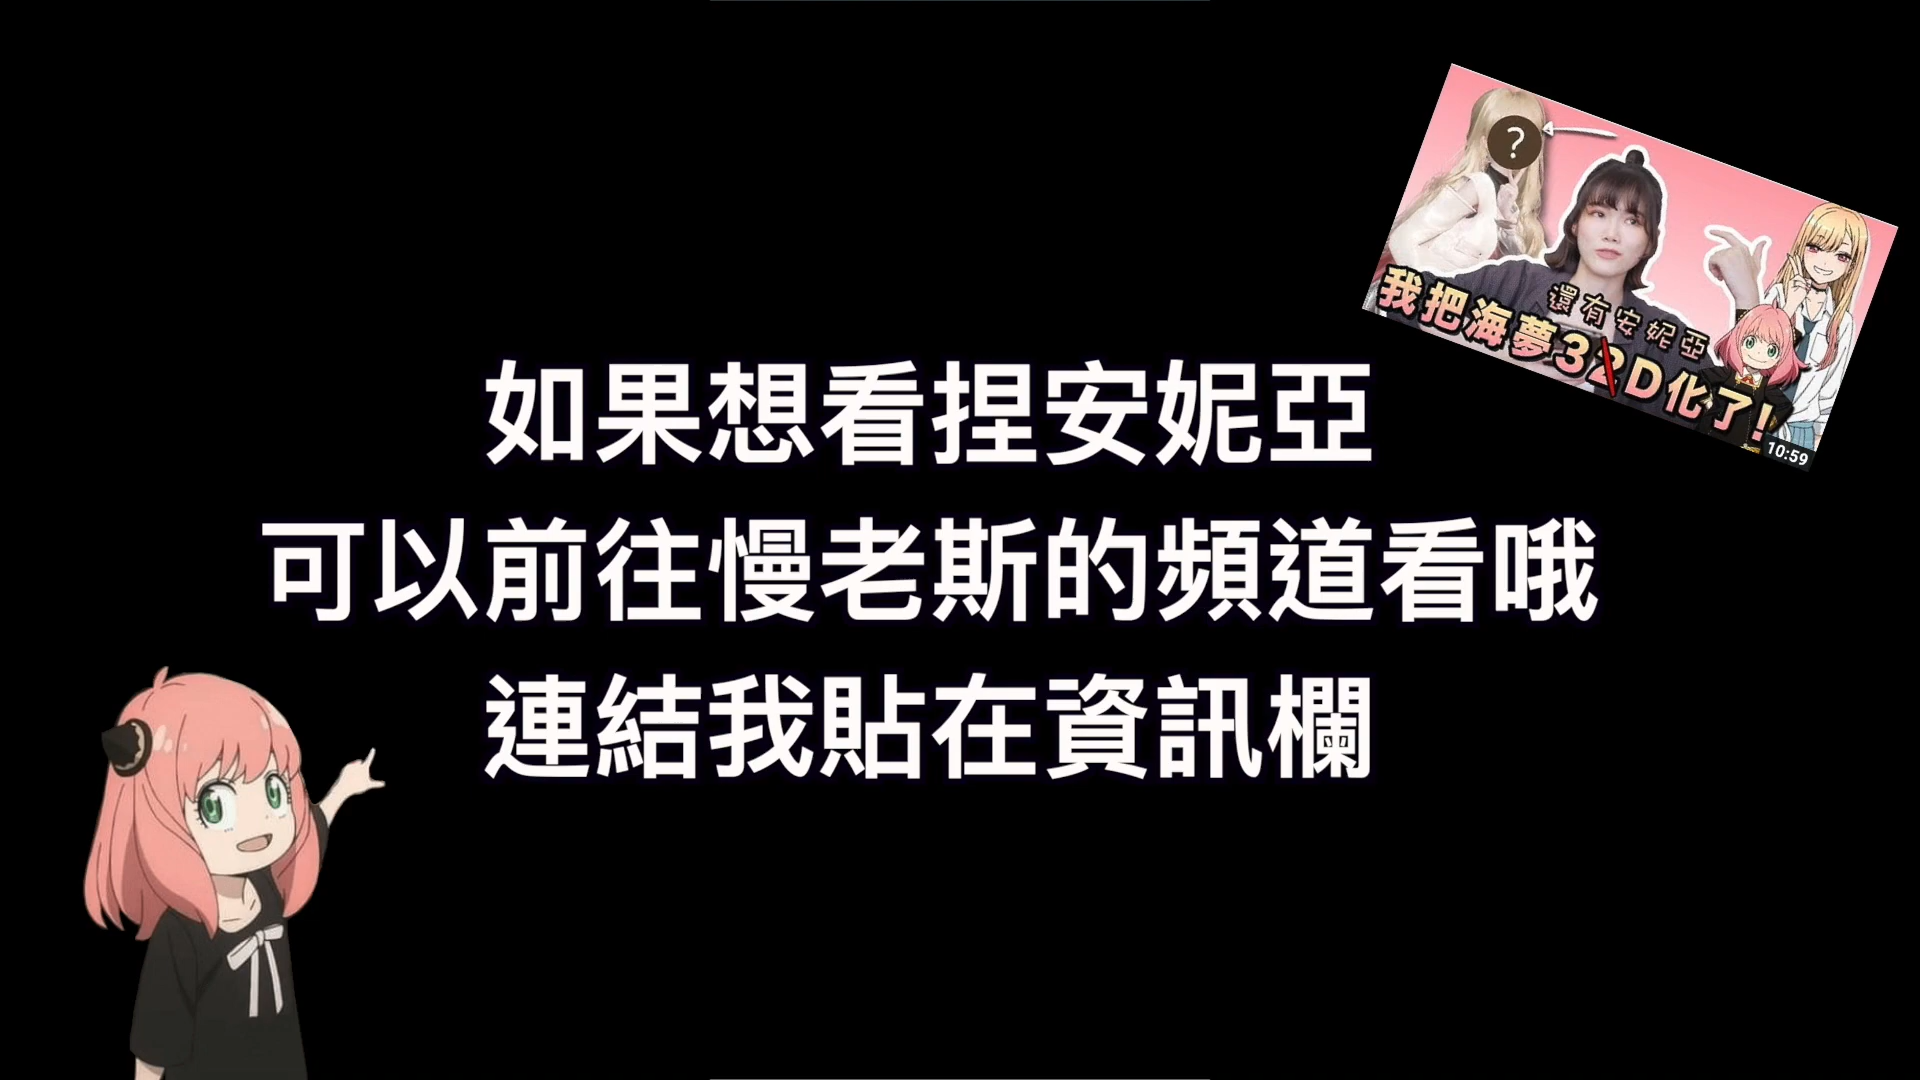 ?
還有安妮亞
我把海夢32D化了!
10:59
如果想看捏安妮亞
可以前往慢老斯的頻道看哦
連結我貼在資訊欄